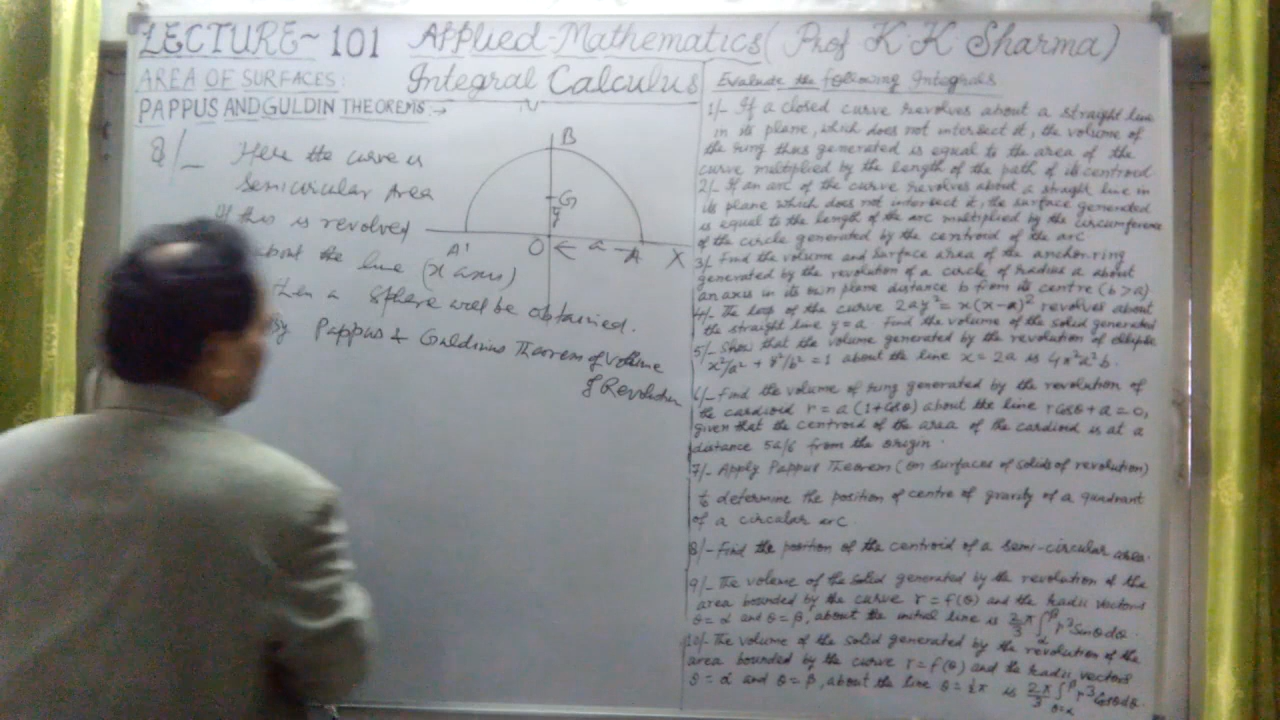 LECTURE~101 Applied-Mathematics (Prof K.K. Sharma)
AREA OF SURFACES:
Integral Calculus
PAPPUS AND GULDIN THEOREMS:→
8/_ Here the curve is
Semicircular Area
If this is revolved
about the line (x axis)
then a sphere will be obtained.
By Pappus & Guldinus Theorem of volume
of Revolution
B
G
ȳ
A' O ← a → A X
Evaluate the following Integrals
1/- If a closed curve revolves about a straight line
in its plane, which does not intersect it, the volume of
the ring thus generated is equal to the area of the
curve multiplied by the length of the path of its centroid
2/- If an arc of the curve revolves about a straight line in
its plane which does not intersect it, the surface generated
is equal to the length of the arc multiplied by the circumference
of the circle generated by the centroid of the arc
3/- Find the volume and surface area of the anchor-ring
generated by the revolution of a circle of radius a about
an axis in its own plane distance b from its centre (b>a)
4/- The loop of the curve 2ay²= x(x-a)² revolves about
the straight line y=a. Find the volume of the solid generated
5/- Show that the volume generated by the revolution of ellipse
x²/a² + y²/b² = 1 about the line x = 2a is 4π²a²b.
6/- Find the volume of ring generated by the revolution of
the cardioid r = a(1+cosθ) about the line rcosθ + a = 0,
given that the centroid of the area of the cardioid is at a
distance 5a/6 from the origin.
7/- Apply Pappus Theorem (on surfaces of solids of revolution)
to determine the position of centre of gravity of a quadrant
of a circular arc.
8/- Find the position of the centroid of a semi-circular area.
9/- The volume of the solid generated by the revolution of the
area bounded by the curve r = f(θ) and the radii vectors
θ=α and θ=β, about the initial line is 2/3 π ∫_α^β r³ Sinθdθ.
10/- The volume of the solid generated by the revolution of the
area bounded by the curve r=f(θ) and the radii vectors
θ=α and θ=β, about the line θ=½π is 2π/3 ∫_{θ=α}^β r³ Cosθdθ.